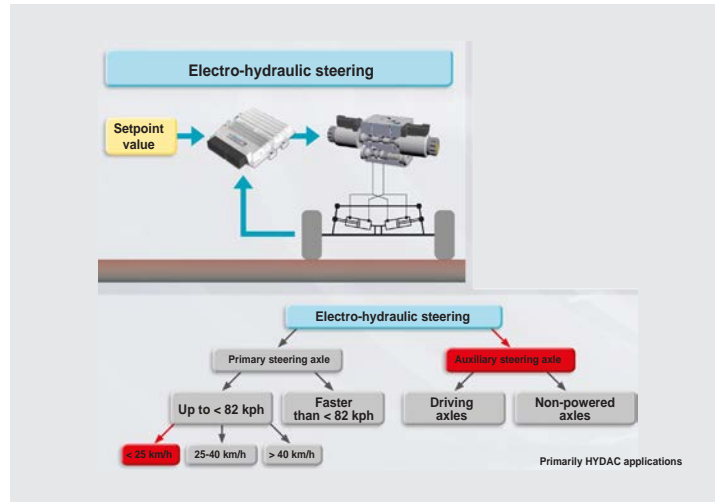 Electro-hydraulic steering
Setpoint
value
Electro-hydraulic steering
Primary steering axle
Auxiliary steering axle
Up to < 82 kph
Faster
than < 82 kph
Driving
axles
Non-powered
axles
< 25 km/h
25-40 km/h
> 40 km/h
Primarily HYDAC applications